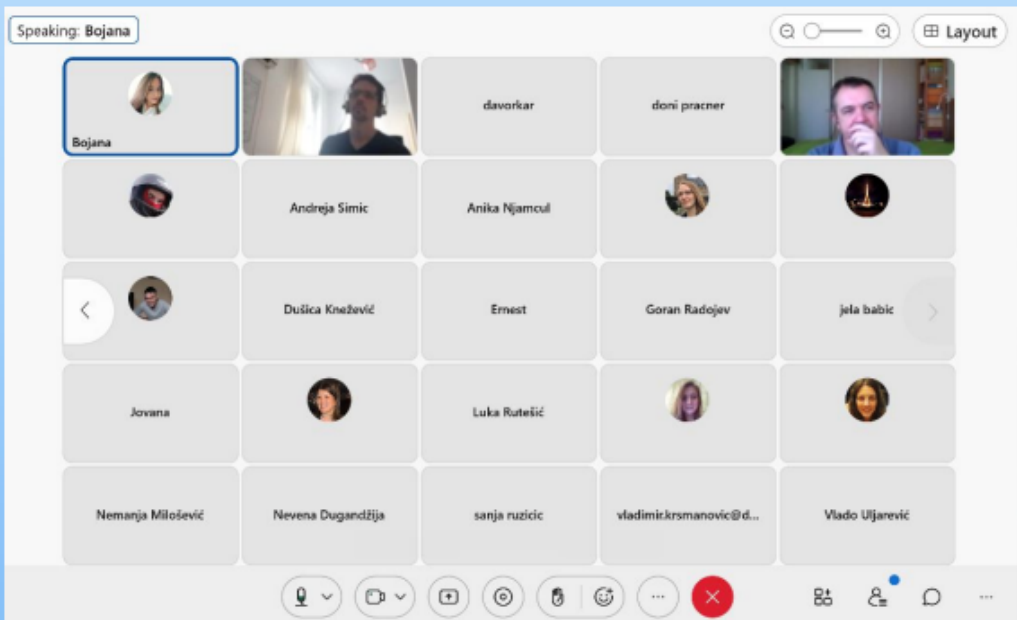 Speaking: Bojana
Layout
Bojana
davorkar
doni pracner
Andreja Simic
Anika Njamcul
Dušica Knežević
Ernest
Goran Radojev
jela babic
Jovana
Luka Rutešić
Nemanja Milošević
Nevena Dugandžija
sanja ruzicic
vladimir.krsmanovic@d...
Vlado Uljarević